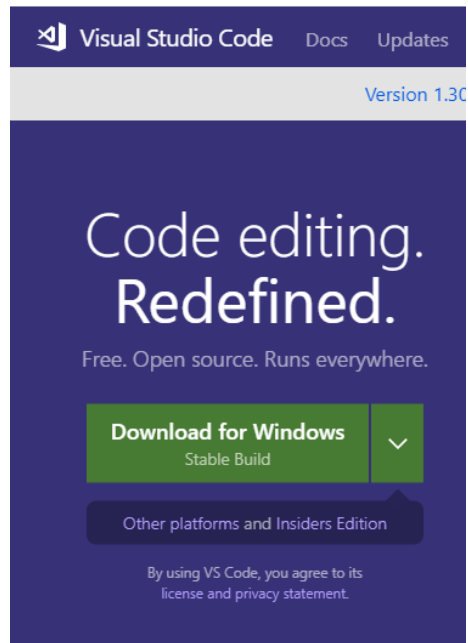 Visual Studio Code Docs Updates
Version 1.30
Code editing.
Redefined.
Free. Open source. Runs everywhere.
Download for Windows
Stable Build
Other platforms and Insiders Edition
By using VS Code, you agree to its
license and privacy statement.